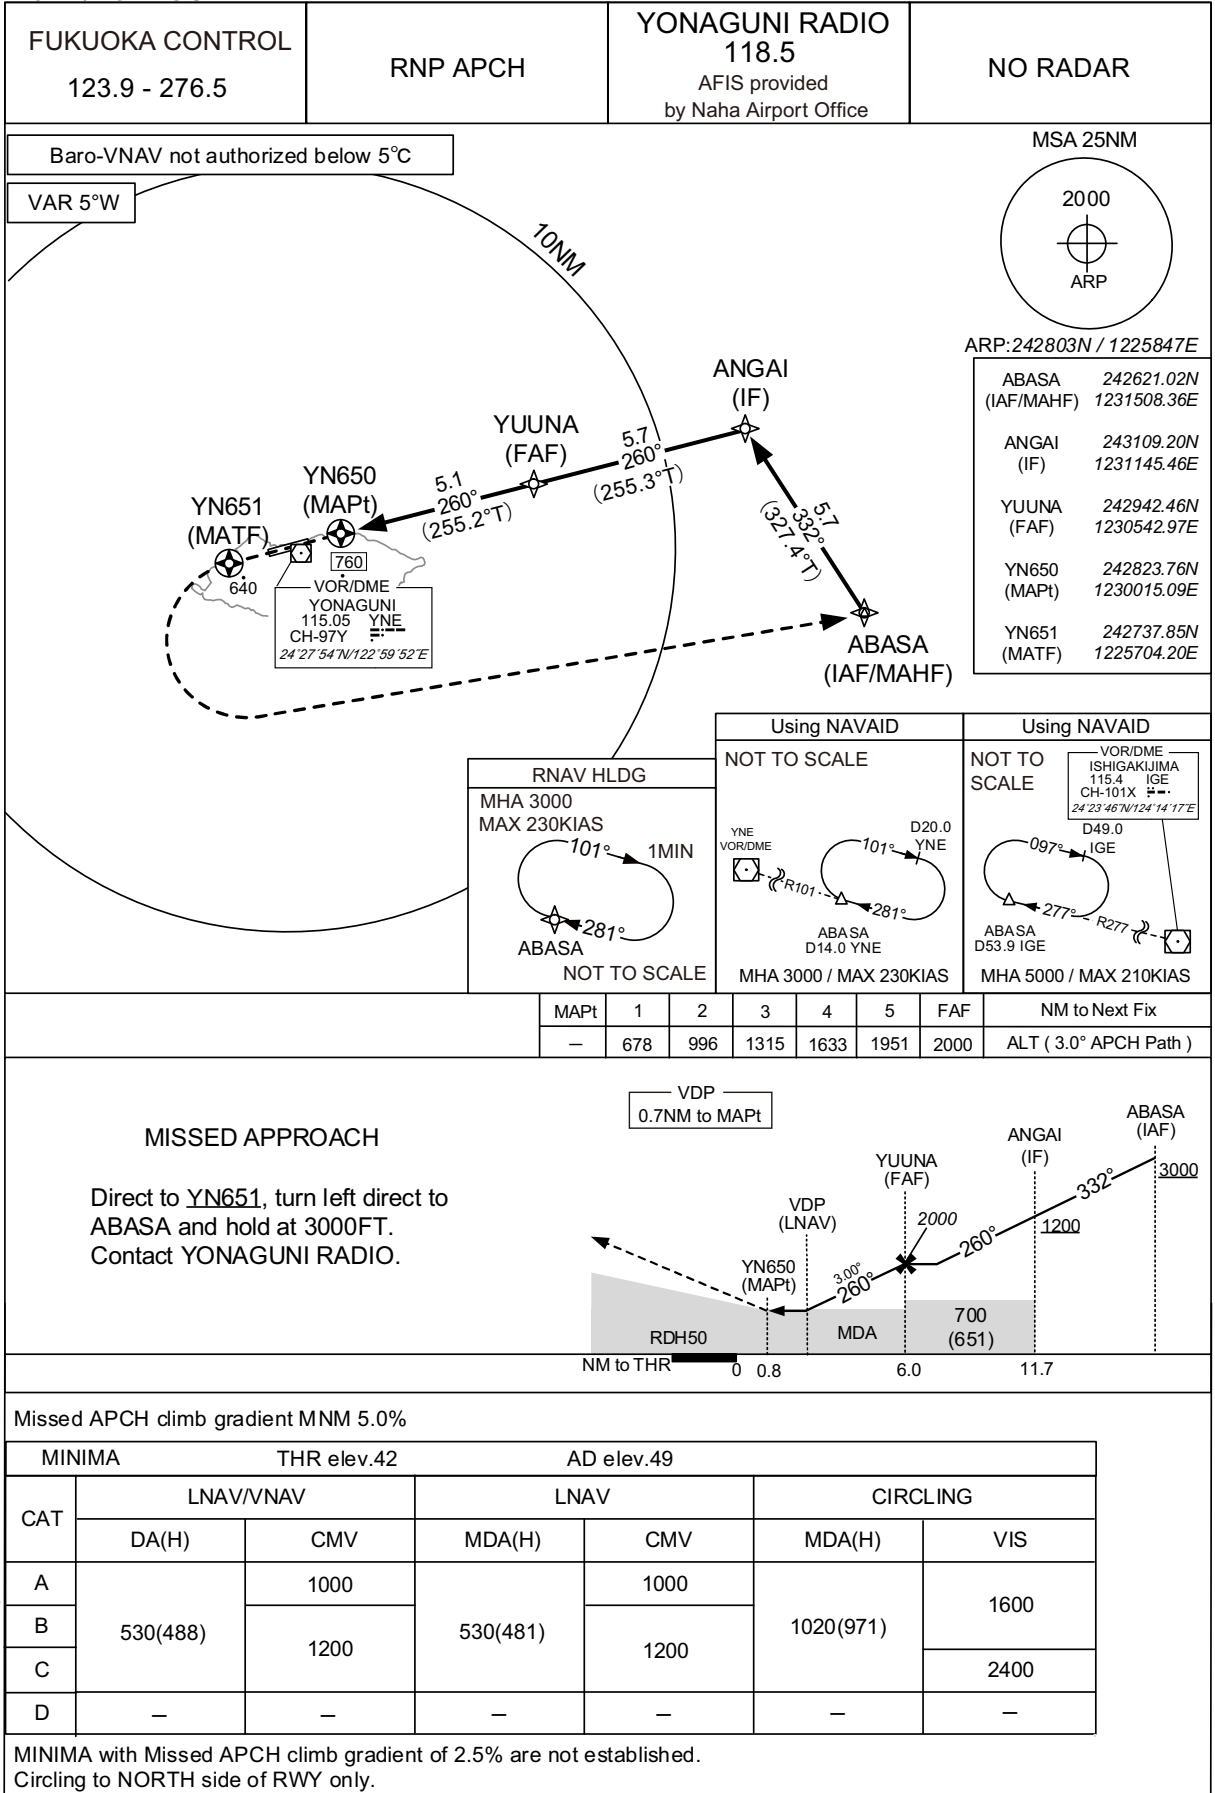 FUKUOKA CONTROL
123.9 - 276.5
RNP APCH
YONAGUNI RADIO
118.5
AFIS provided
by Naha Airport Office
NO RADAR
Baro-VNAV not authorized below 5°C
VAR 5°W
MSA 25NM
2000
ARP
ARP:242803N / 1225847E
ABASA 242621.02N
(IAF/MAHF) 1231508.36E
ANGAI 243109.20N
(IF) 1231145.46E
YUUNA 242942.46N
(FAF) 1230542.97E
YN650 242823.76N
(MAPt) 1230015.09E
YN651 242737.85N
(MATF) 1225704.20E
10NM
ANGAI
(IF)
YUUNA
(FAF)
YN650
(MAPt)
YN651
(MATF)
5.7
260°
(255.3°T)
5.1
260°
(255.2°T)
5.7
332°
(327.4°T)
ABASA
(IAF/MAHF)
760
640
VOR/DME
YONAGUNI
115.05 YNE
CH-97Y
24°27'54"N/122°59'52"E
RNAV HLDG
MHA 3000
MAX 230KIAS
101°
1MIN
281°
ABASA
NOT TO SCALE
Using NAVAID
NOT TO SCALE
YNE
VOR/DME
D20.0
YNE
101°
R101
281°
ABASA
D14.0 YNE
MHA 3000 / MAX 230KIAS
Using NAVAID
NOT TO
SCALE
VOR/DME
ISHIGAKIJIMA
115.4 IGE
CH-101X
24°23'46"N/124°14'17"E
D49.0
IGE
097°
277°
R277
ABASA
D53.9 IGE
MHA 5000 / MAX 210KIAS
MAPt 1 2 3 4 5 FAF NM to Next Fix
— 678 996 1315 1633 1951 2000 ALT ( 3.0° APCH Path )
MISSED APPROACH
Direct to YN651, turn left direct to
ABASA and hold at 3000FT.
Contact YONAGUNI RADIO.
VDP
0.7NM to MAPt
ABASA
(IAF)
ANGAI
(IF)
YUUNA
(FAF)
VDP
(LNAV)
YN650
(MAPt)
3000
332°
1200
260°
2000
3.00°
260°
700
(651)
MDA
RDH50
NM to THR
0 0.8 6.0 11.7
Missed APCH climb gradient MNM 5.0%
MINIMA THR elev.42 AD elev.49
CAT LNAV/VNAV LNAV CIRCLING
DA(H) CMV MDA(H) CMV MDA(H) VIS
A 1000 1000
B 530(488) 1200 530(481) 1200 1020(971) 1600
C 2400
D — — — — — —
MINIMA with Missed APCH climb gradient of 2.5% are not established.
Circling to NORTH side of RWY only.